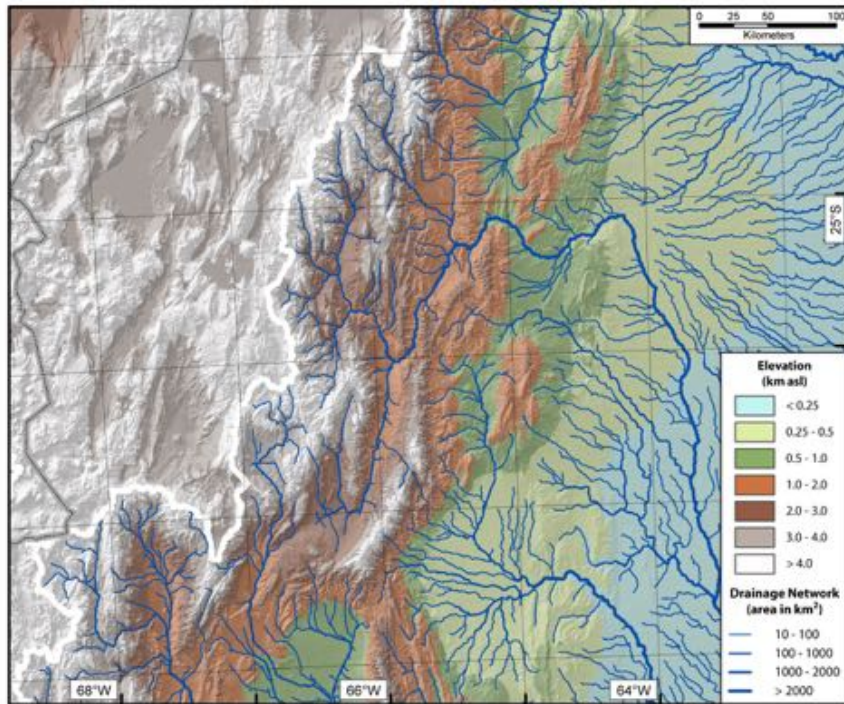 0 25 50 100
Kilometers
25°S
Elevation
(km asl)
< 0.25
0.25 - 0.5
0.5 - 1.0
1.0 - 2.0
2.0 - 3.0
3.0 - 4.0
> 4.0
Drainage Network
(area in km²)
10 - 100
100 - 1000
1000 - 2000
> 2000
68°W 66°W 64°W